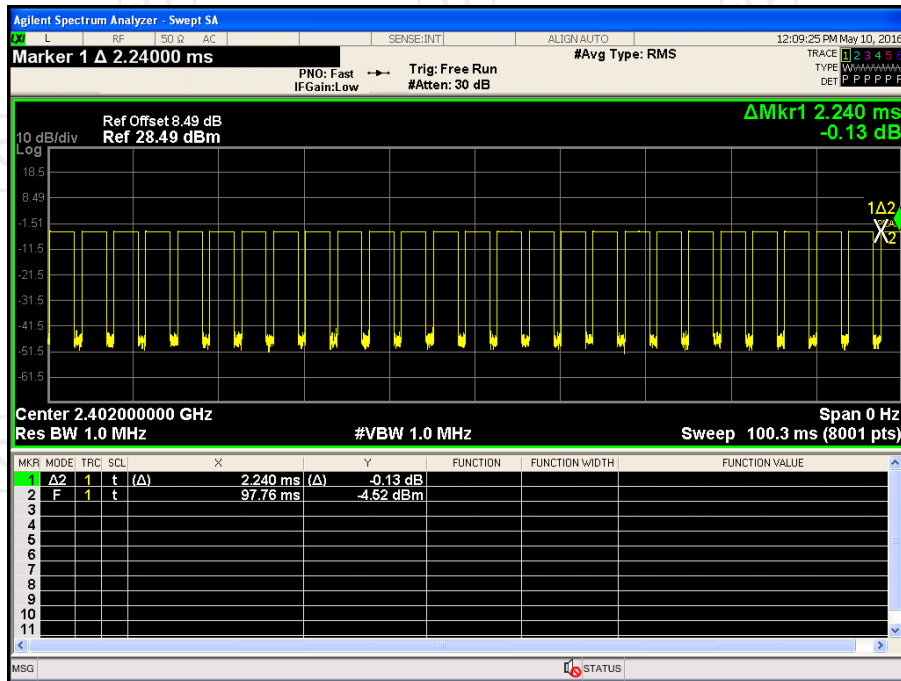 Agilent Spectrum Analyzer - Swept SA
LXI L RF 50 Ω AC SENSE:INT ALIGNAUTO 12:09:25 PM May 10, 2016
Marker 1 Δ 2.24000 ms
PNO: Fast
IFGain:Low
Trig: Free Run
#Atten: 30 dB
#Avg Type: RMS
TRACE 1 2 3 4 5 6
TYPE
DET P P P P P P
ΔMkr1 2.240 ms
-0.13 dB
Ref Offset 8.49 dB
10 dB/div Ref 28.49 dBm
Log
18.5
8.49
-1.51
-11.5
-21.5
-31.5
-41.5
-51.5
-61.5
1Δ2
2
Center 2.402000000 GHz Span 0 Hz
Res BW 1.0 MHz #VBW 1.0 MHz Sweep 100.3 ms (8001 pts)
MKR MODE TRC SCL X Y FUNCTION FUNCTION WIDTH FUNCTION VALUE
1 Δ2 1 t (Δ) 2.240 ms (Δ) -0.13 dB
2 F 1 t 97.76 ms -4.52 dBm
3
4
5
6
7
8
9
10
11
MSG STATUS